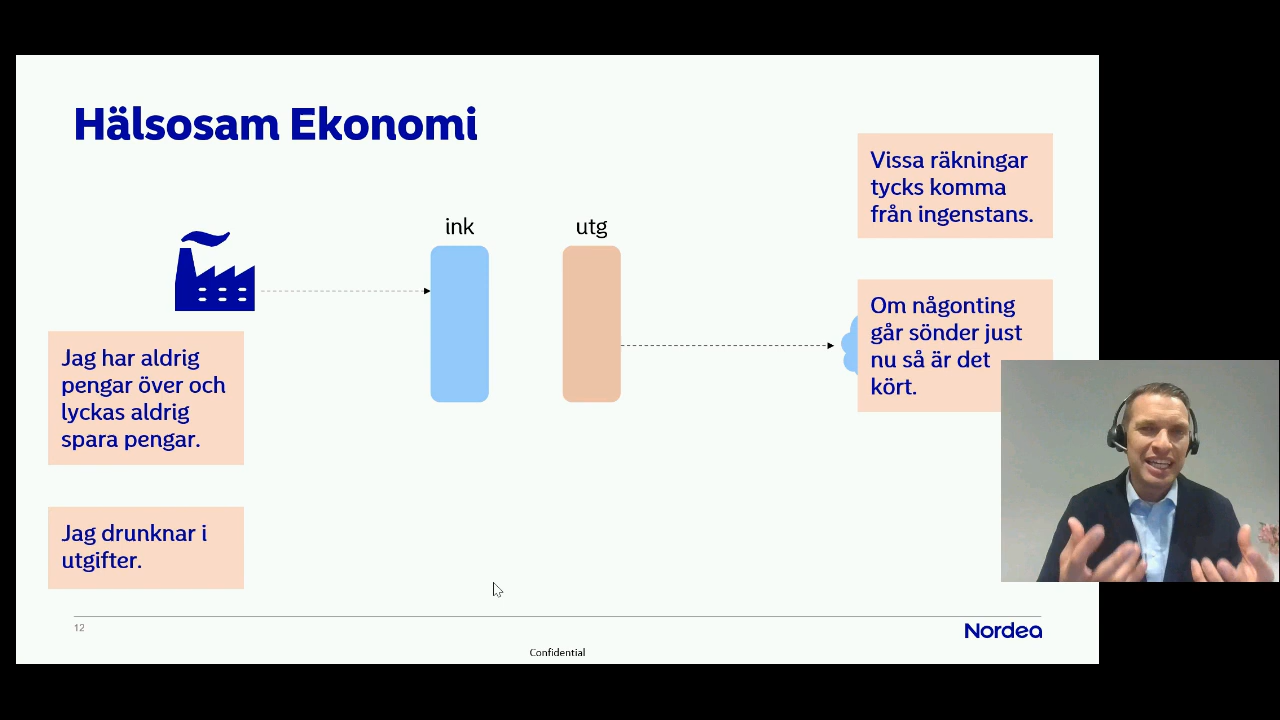 Hälsosam Ekonomi
Vissa räkningar
tycks komma
från ingenstans.
ink
utg
Om någonting
går sönder just
nu så är det
kört.
Jag har aldrig
pengar över och
lyckas aldrig
spara pengar.
Jag drunknar i
utgifter.
12
Nordea
Confidential